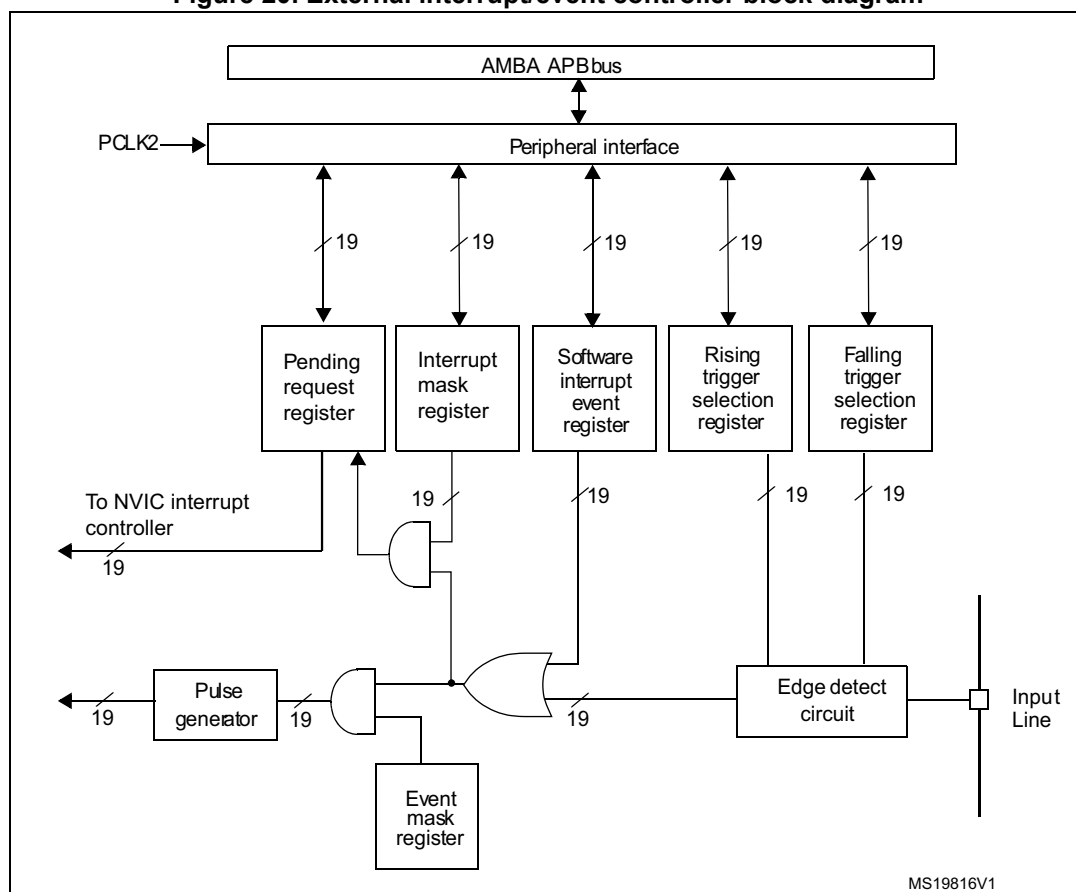 AMBA APB bus
PCLK2
Peripheral interface
19
19
19
19
19
Pending
request
register
Interrupt
mask
register
Software
interrupt
event
register
Rising
trigger
selection
register
Falling
trigger
selection
register
To NVIC interrupt
controller
19
19
19
19
19
Pulse
generator
19
19
19
Edge detect
circuit
Input
Line
Event
mask
register
MS19816V1